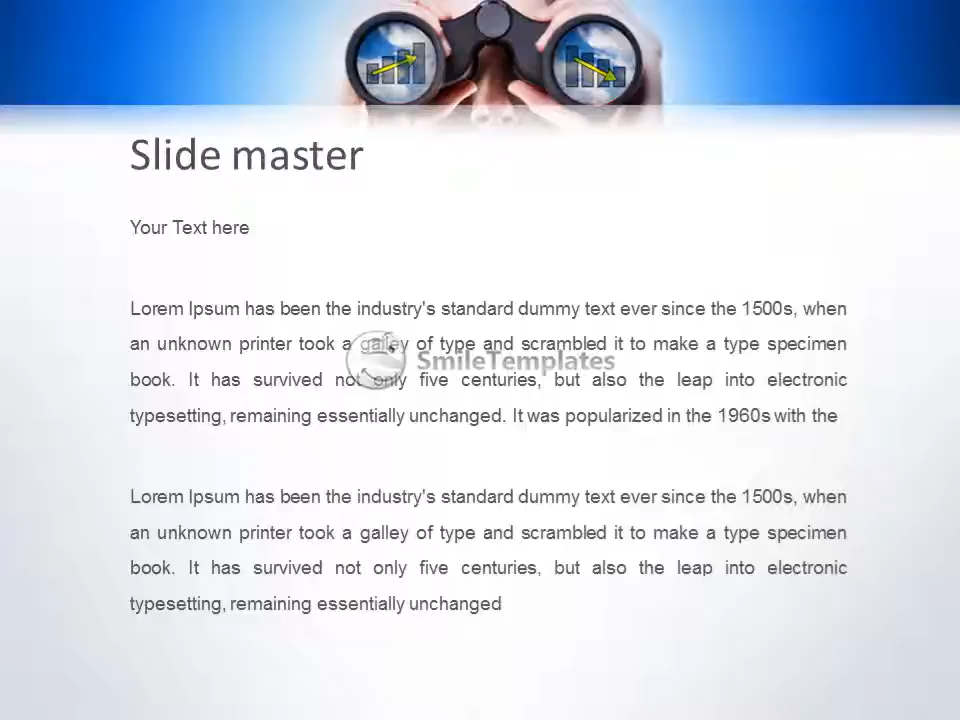 Slide master
Your Text here
Lorem Ipsum has been the industry's standard dummy text ever since the 1500s, when
an unknown printer took a galley of type and scrambled it to make a type specimen
book. It has survived not only five centuries, but also the leap into electronic
typesetting, remaining essentially unchanged. It was popularized in the 1960s with the
SmileTemplates
Lorem Ipsum has been the industry's standard dummy text ever since the 1500s, when
an unknown printer took a galley of type and scrambled it to make a type specimen
book. It has survived not only five centuries, but also the leap into electronic
typesetting, remaining essentially unchanged